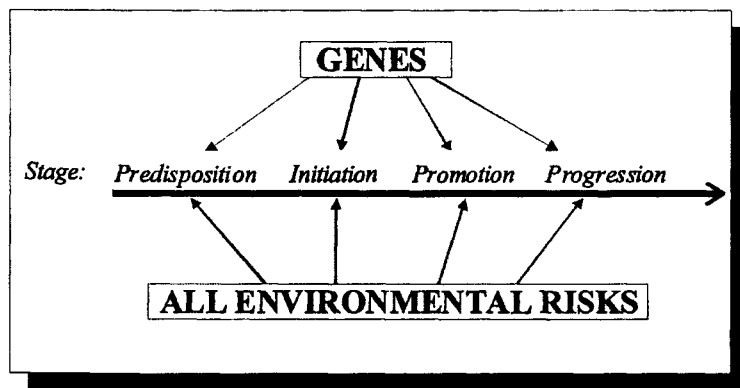 GENES
Stage: Predisposition Initiation Promotion Progression
ALL ENVIRONMENTAL RISKS